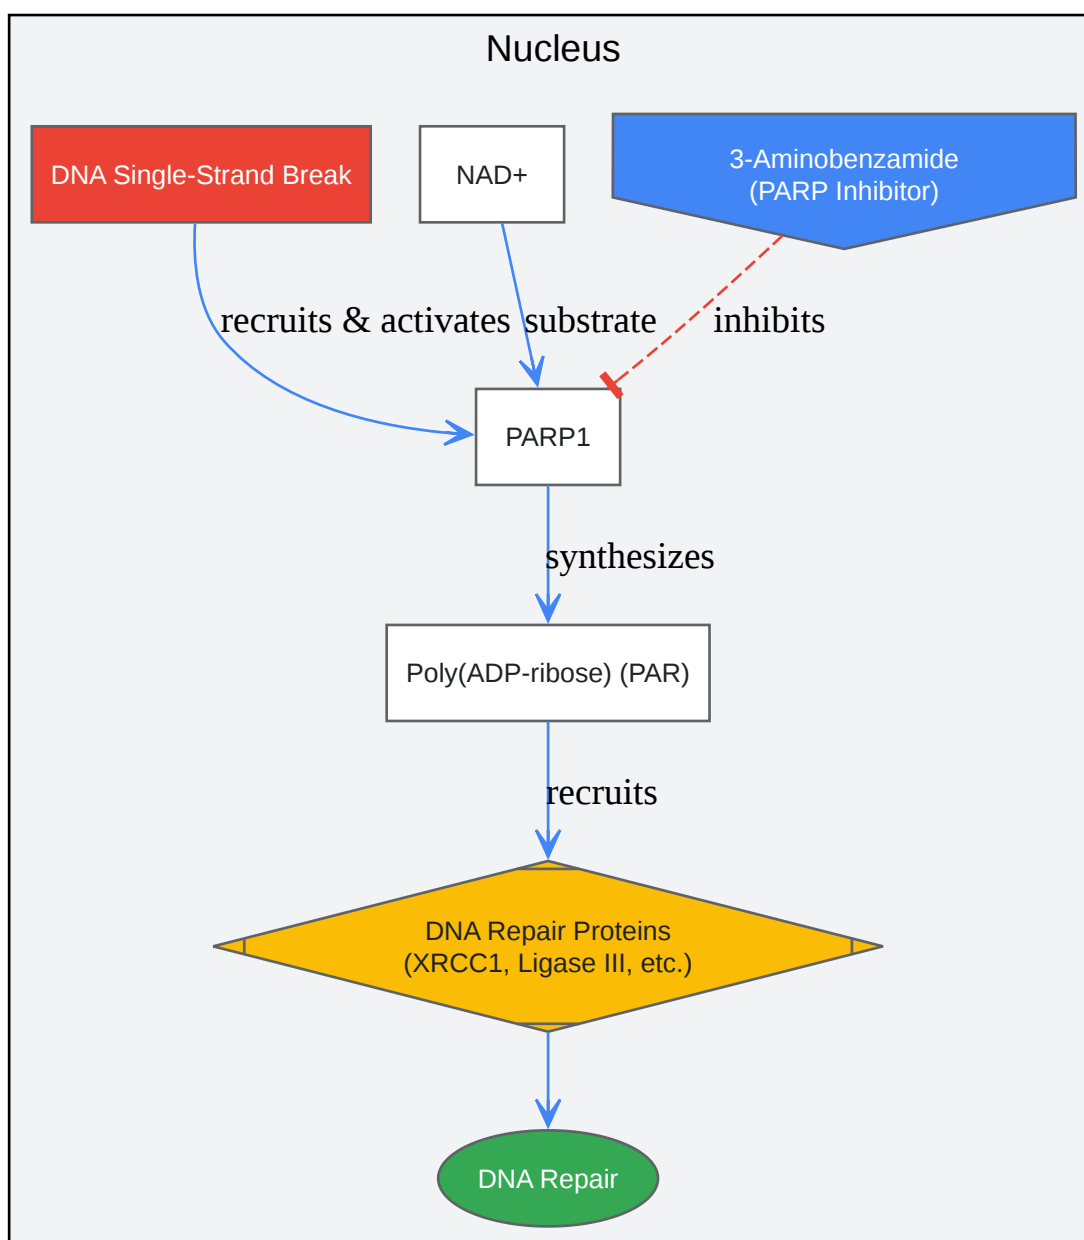 Nucleus
DNA Single-Strand Break
NAD+
3-Aminobenzamide
(PARP Inhibitor)
recruits & activates
substrate
inhibits
PARP1
synthesizes
Poly(ADP-ribose) (PAR)
recruits
DNA Repair Proteins
(XRCC1, Ligase III, etc.)
DNA Repair